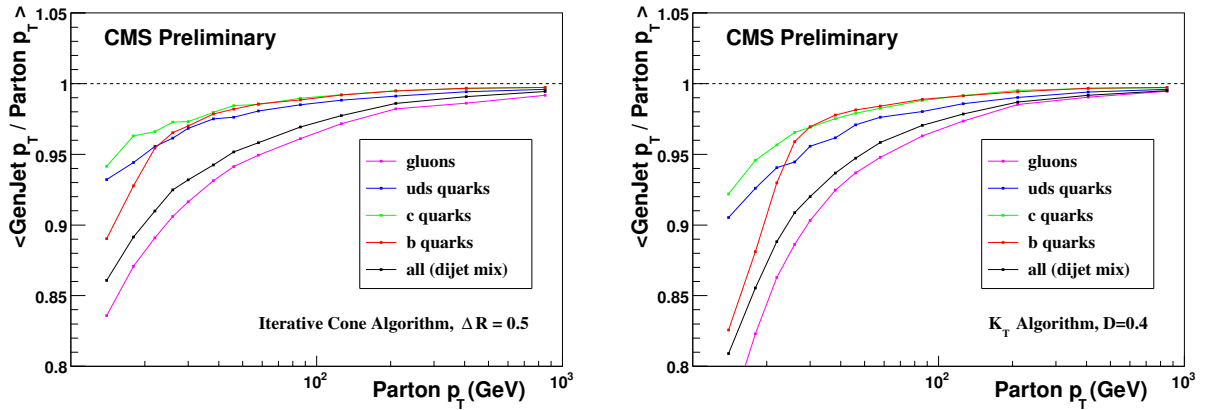 CMS Preliminary
<GenJet p_T / Parton p_T >
1.05
1
0.95
0.9
0.85
0.8
gluons
uds quarks
c quarks
b quarks
all (dijet mix)
Iterative Cone Algorithm, Δ R = 0.5
10^2
10^3
Parton p_T (GeV)
CMS Preliminary
<GenJet p_T / Parton p_T >
1.05
1
0.95
0.9
0.85
0.8
gluons
uds quarks
c quarks
b quarks
all (dijet mix)
K_T Algorithm, D=0.4
10^2
10^3
Parton p_T (GeV)